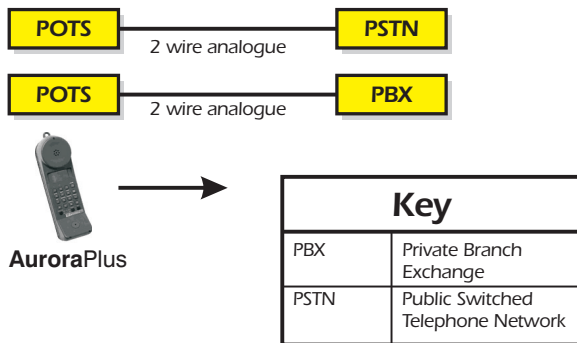 POTS PSTN
2 wire analogue
POTS PBX
2 wire analogue
AuroraPlus
Key
PBX Private Branch
Exchange
PSTN Public Switched
Telephone Network